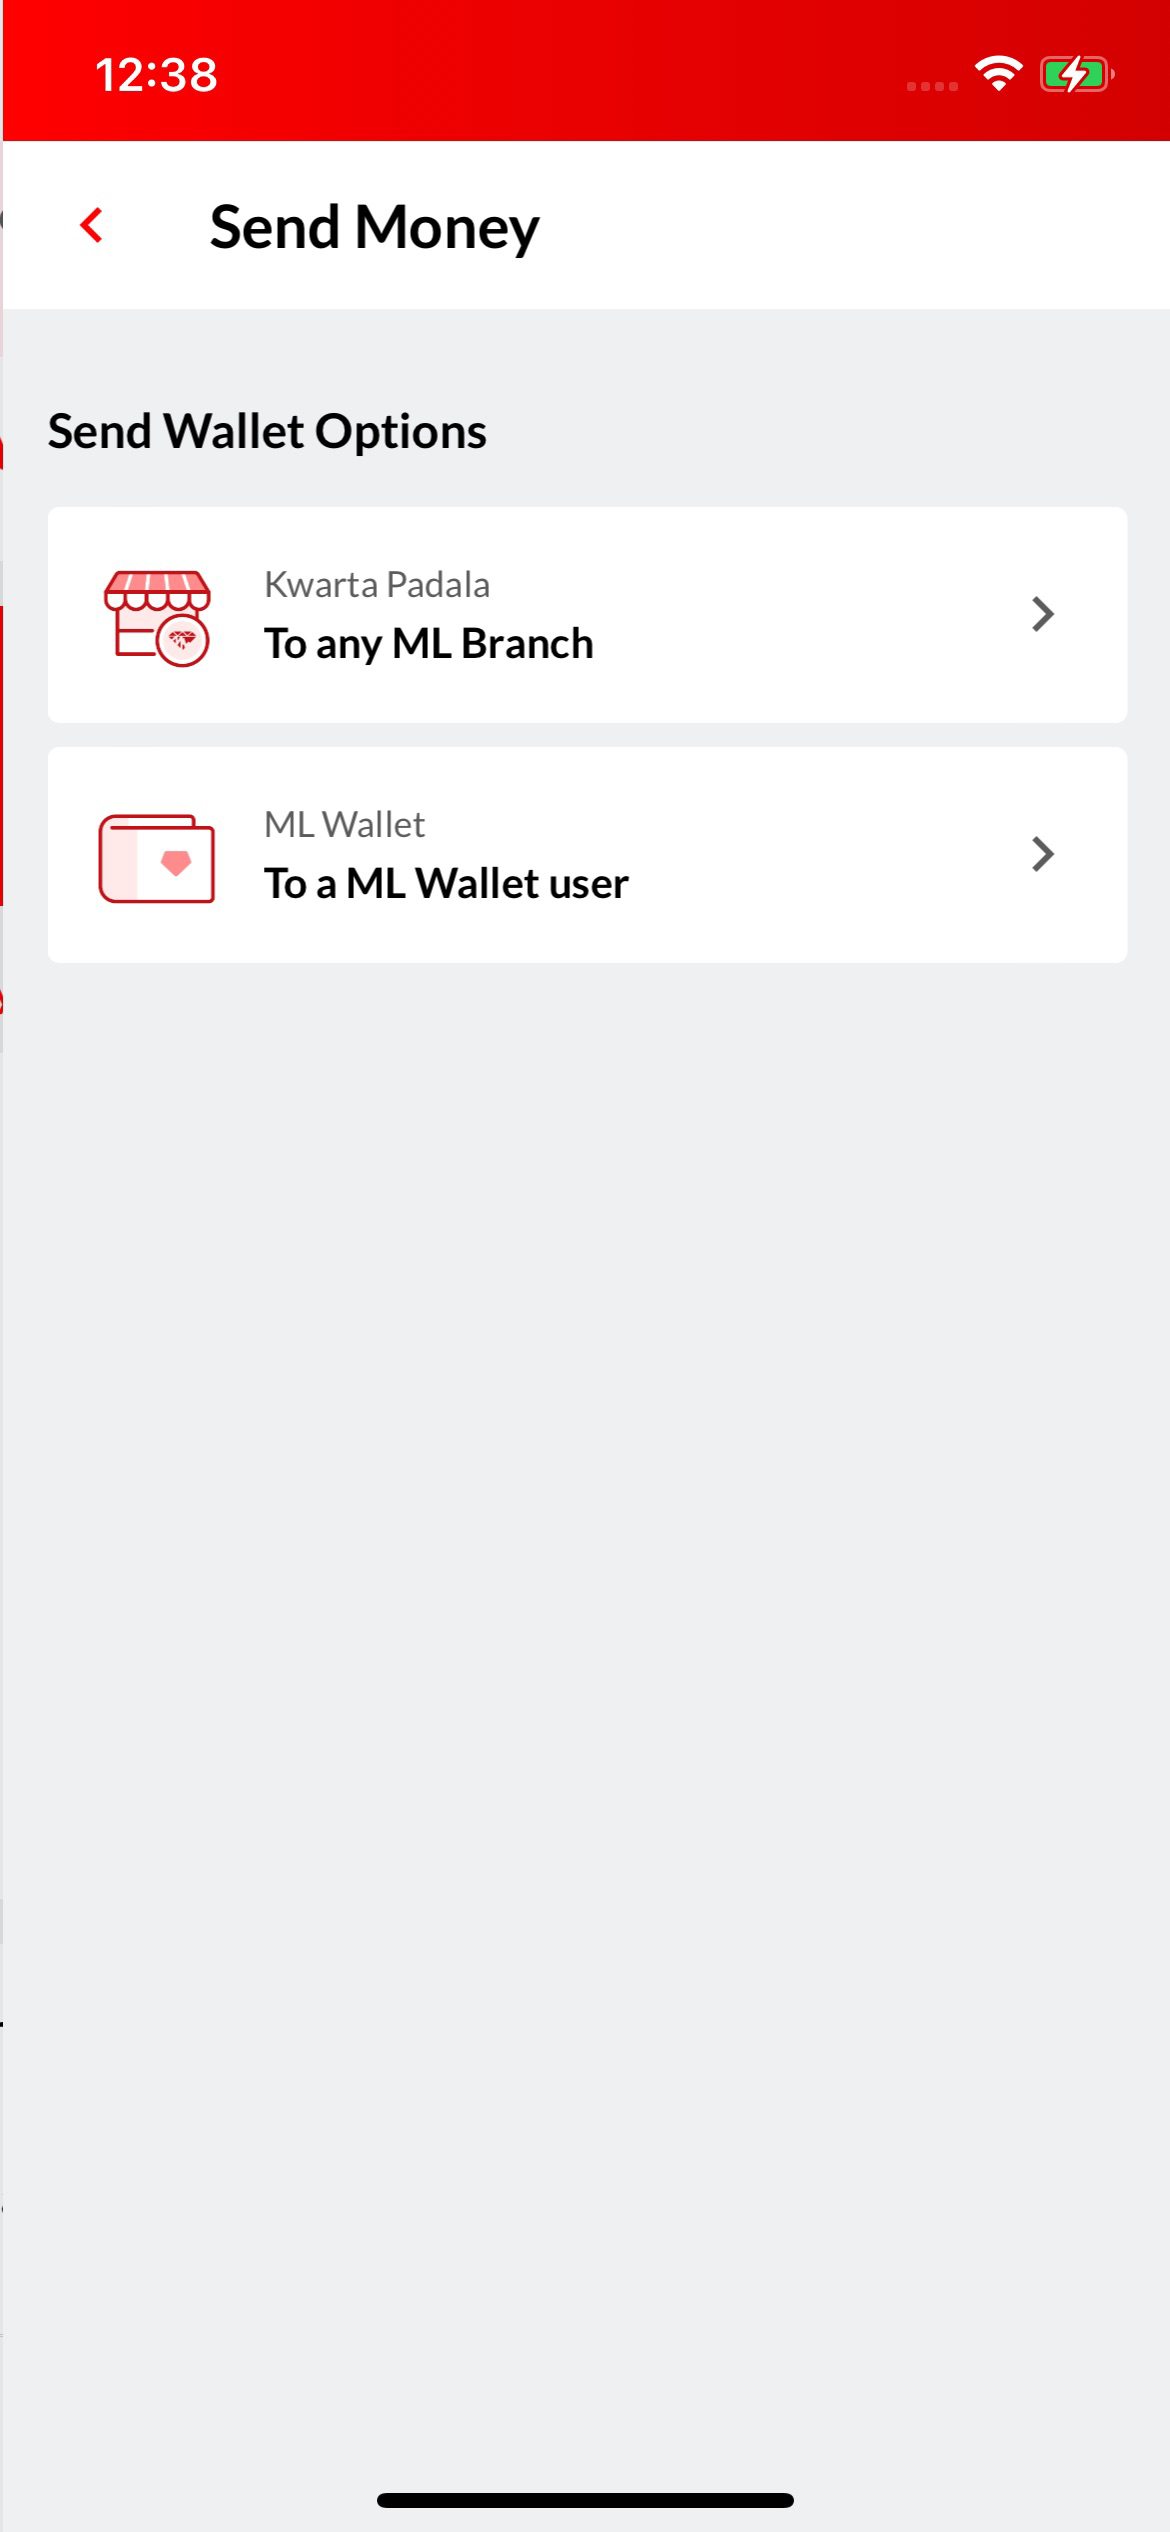 12:38
Send Money
Send Wallet Options
Kwarta Padala
To any ML Branch
ML Wallet
To a ML Wallet user